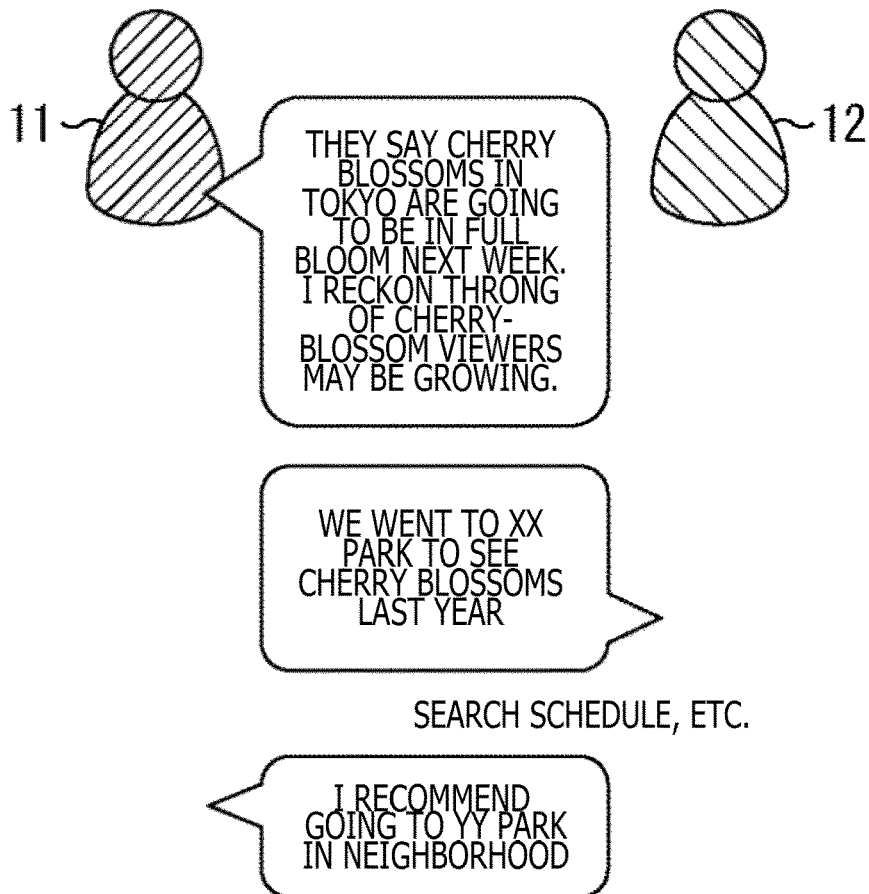 11
12
THEY SAY CHERRY
BLOSSOMS IN
TOKYO ARE GOING
TO BE IN FULL
BLOOM NEXT WEEK.
I RECKON THRONG
OF CHERRY-
BLOSSOM VIEWERS
MAY BE GROWING.
WE WENT TO XX
PARK TO SEE
CHERRY BLOSSOMS
LAST YEAR
SEARCH SCHEDULE, ETC.
I RECOMMEND
GOING TO YY PARK
IN NEIGHBORHOOD